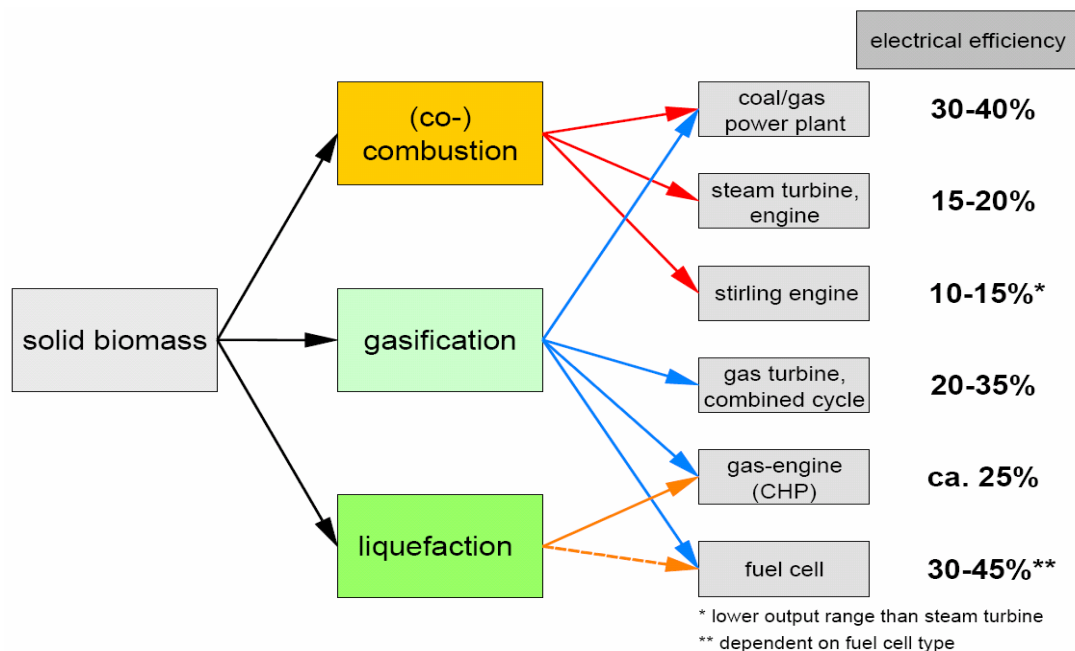 electrical efficiency
(co-)
combustion
coal/gas
power plant
30-40%
steam turbine,
engine
15-20%
solid biomass
gasification
stirling engine
10-15%*
gas turbine,
combined cycle
20-35%
liquefaction
gas-engine
(CHP)
ca. 25%
fuel cell
30-45%**
* lower output range than steam turbine
** dependent on fuel cell type